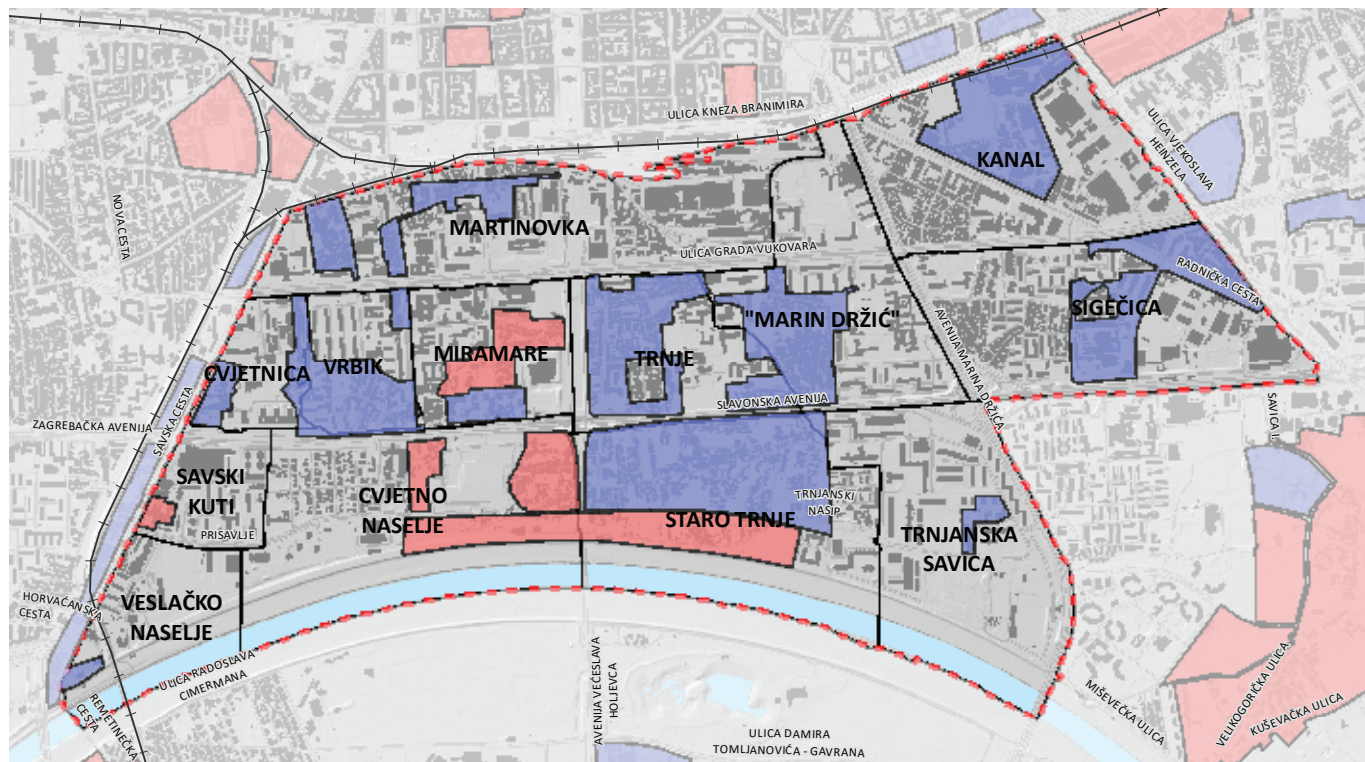 ULICA KNEZA BRANIMIRA
KANAL
ULICA VJEKOSLAVA
HEINZELA
NOVA CESTA
MARTINOVKA
ULICA GRADA VUKOVARA
RADNIČKA CESTA
SIGEČICA
"MARIN DRŽIĆ"
AVENIJA MARINA DRŽIĆA
CVJETNICA
VRBIK
MIRAMARE
TRNJE
SLAVONSKA AVENIJA
SAVICA I.
ZAGREBAČKA AVENIJA
SAVSKA CESTA
SAVSKI
KUTI
PRISAVLJE
CVJETNO
NASELJE
STARO TRNJE
TRNJANSKI
NASIP
TRNJANSKA
SAVICA
HORVAĆANSKA
CESTA
VESLAČKO
NASELJE
ULICA RADOSLAVA
CIMERMANA
REMETINEČKA
CESTA
AVENIJA VEĆESLAVA
HOLJEVCA
ULICA DAMIRA
TOMLJANOVIĆA - GAVRANA
MIŠEVEČKA ULICA
VELIKOGORIČKA ULICA
KUŠEVAČKA ULICA